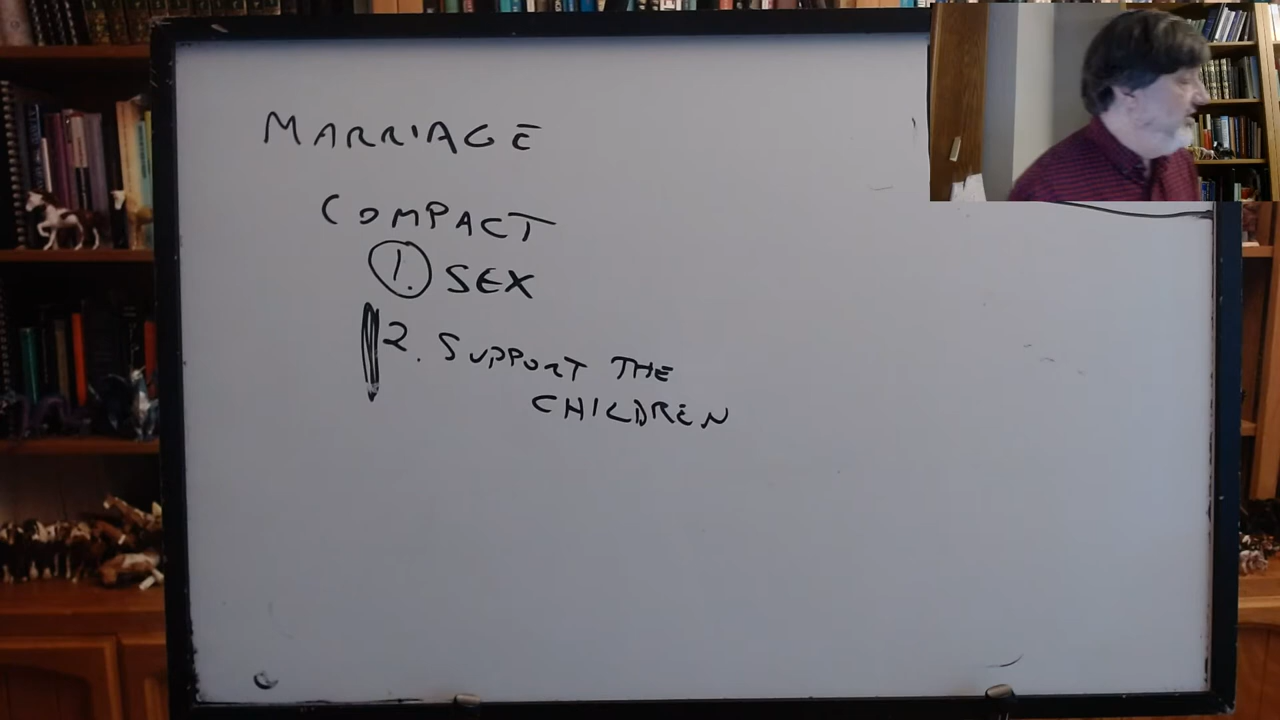 MARRIAGE
COMPACT
1. SEX
2. SUPPORT THE
CHILDREN